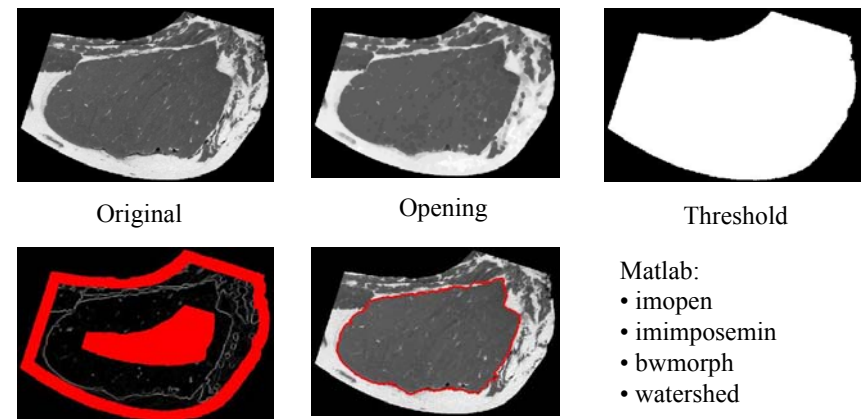 Original
Opening
Threshold
Matlab:
• imopen
• imimposemin
• bwmorph
• watershed